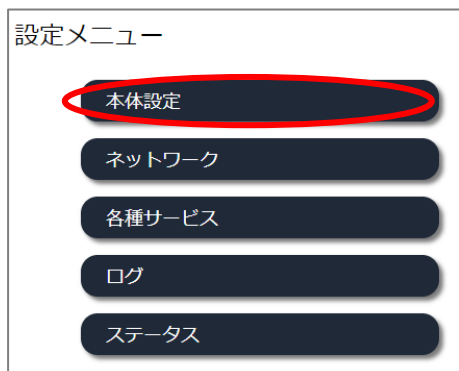 設定メニュー
本体設定
ネットワーク
各種サービス
ログ
ステータス